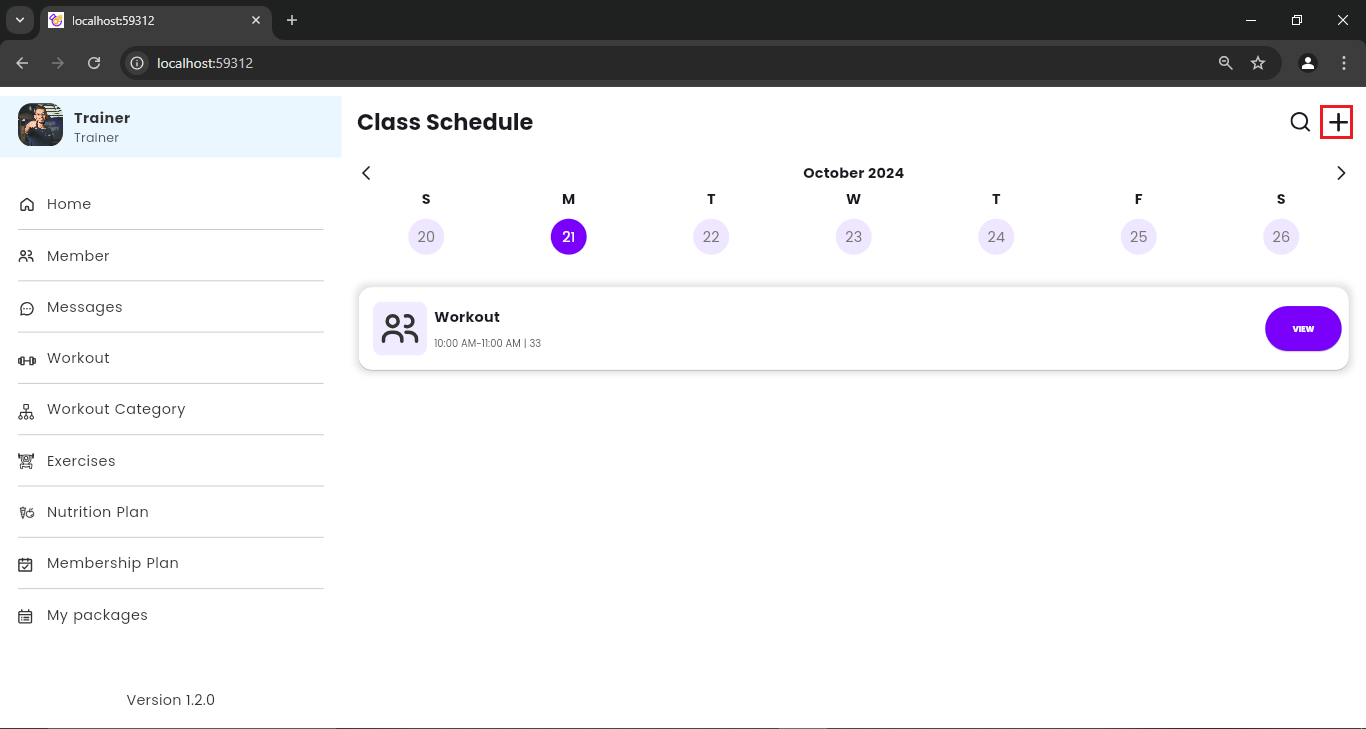 localhost:59312
localhost:59312
Trainer
Trainer
Home
Member
Messages
Workout
Workout Category
Exercises
Nutrition Plan
Membership Plan
My packages
Version 1.2.0
Class Schedule
October 2024
S M T W T F S
20 21 22 23 24 25 26
Workout
10:00 AM-11:00 AM | 33
VIEW